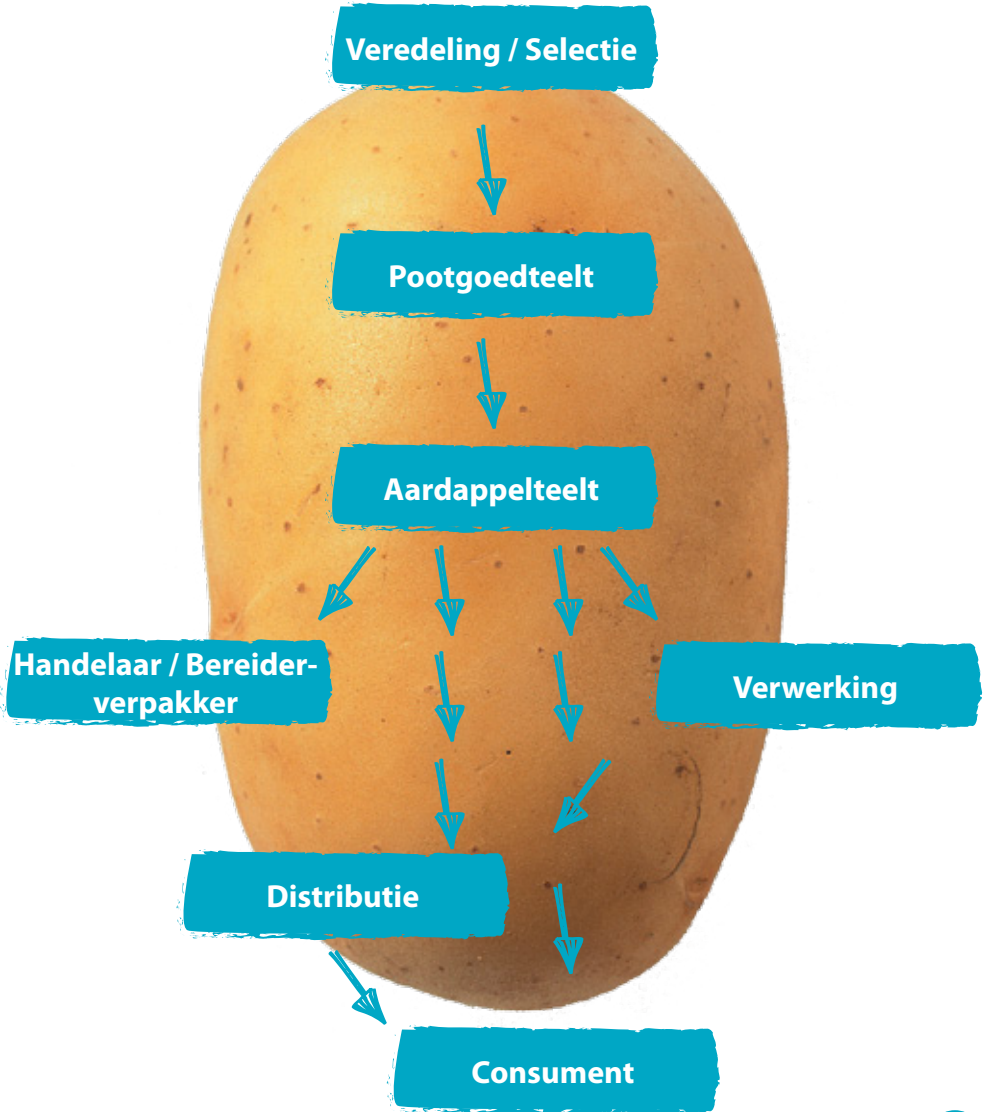 Veredeling / Selectie
Pootgoedteelt
Aardappelteelt
Handelaar / Bereider-
verpakker
Verwerking
Distributie
Consument